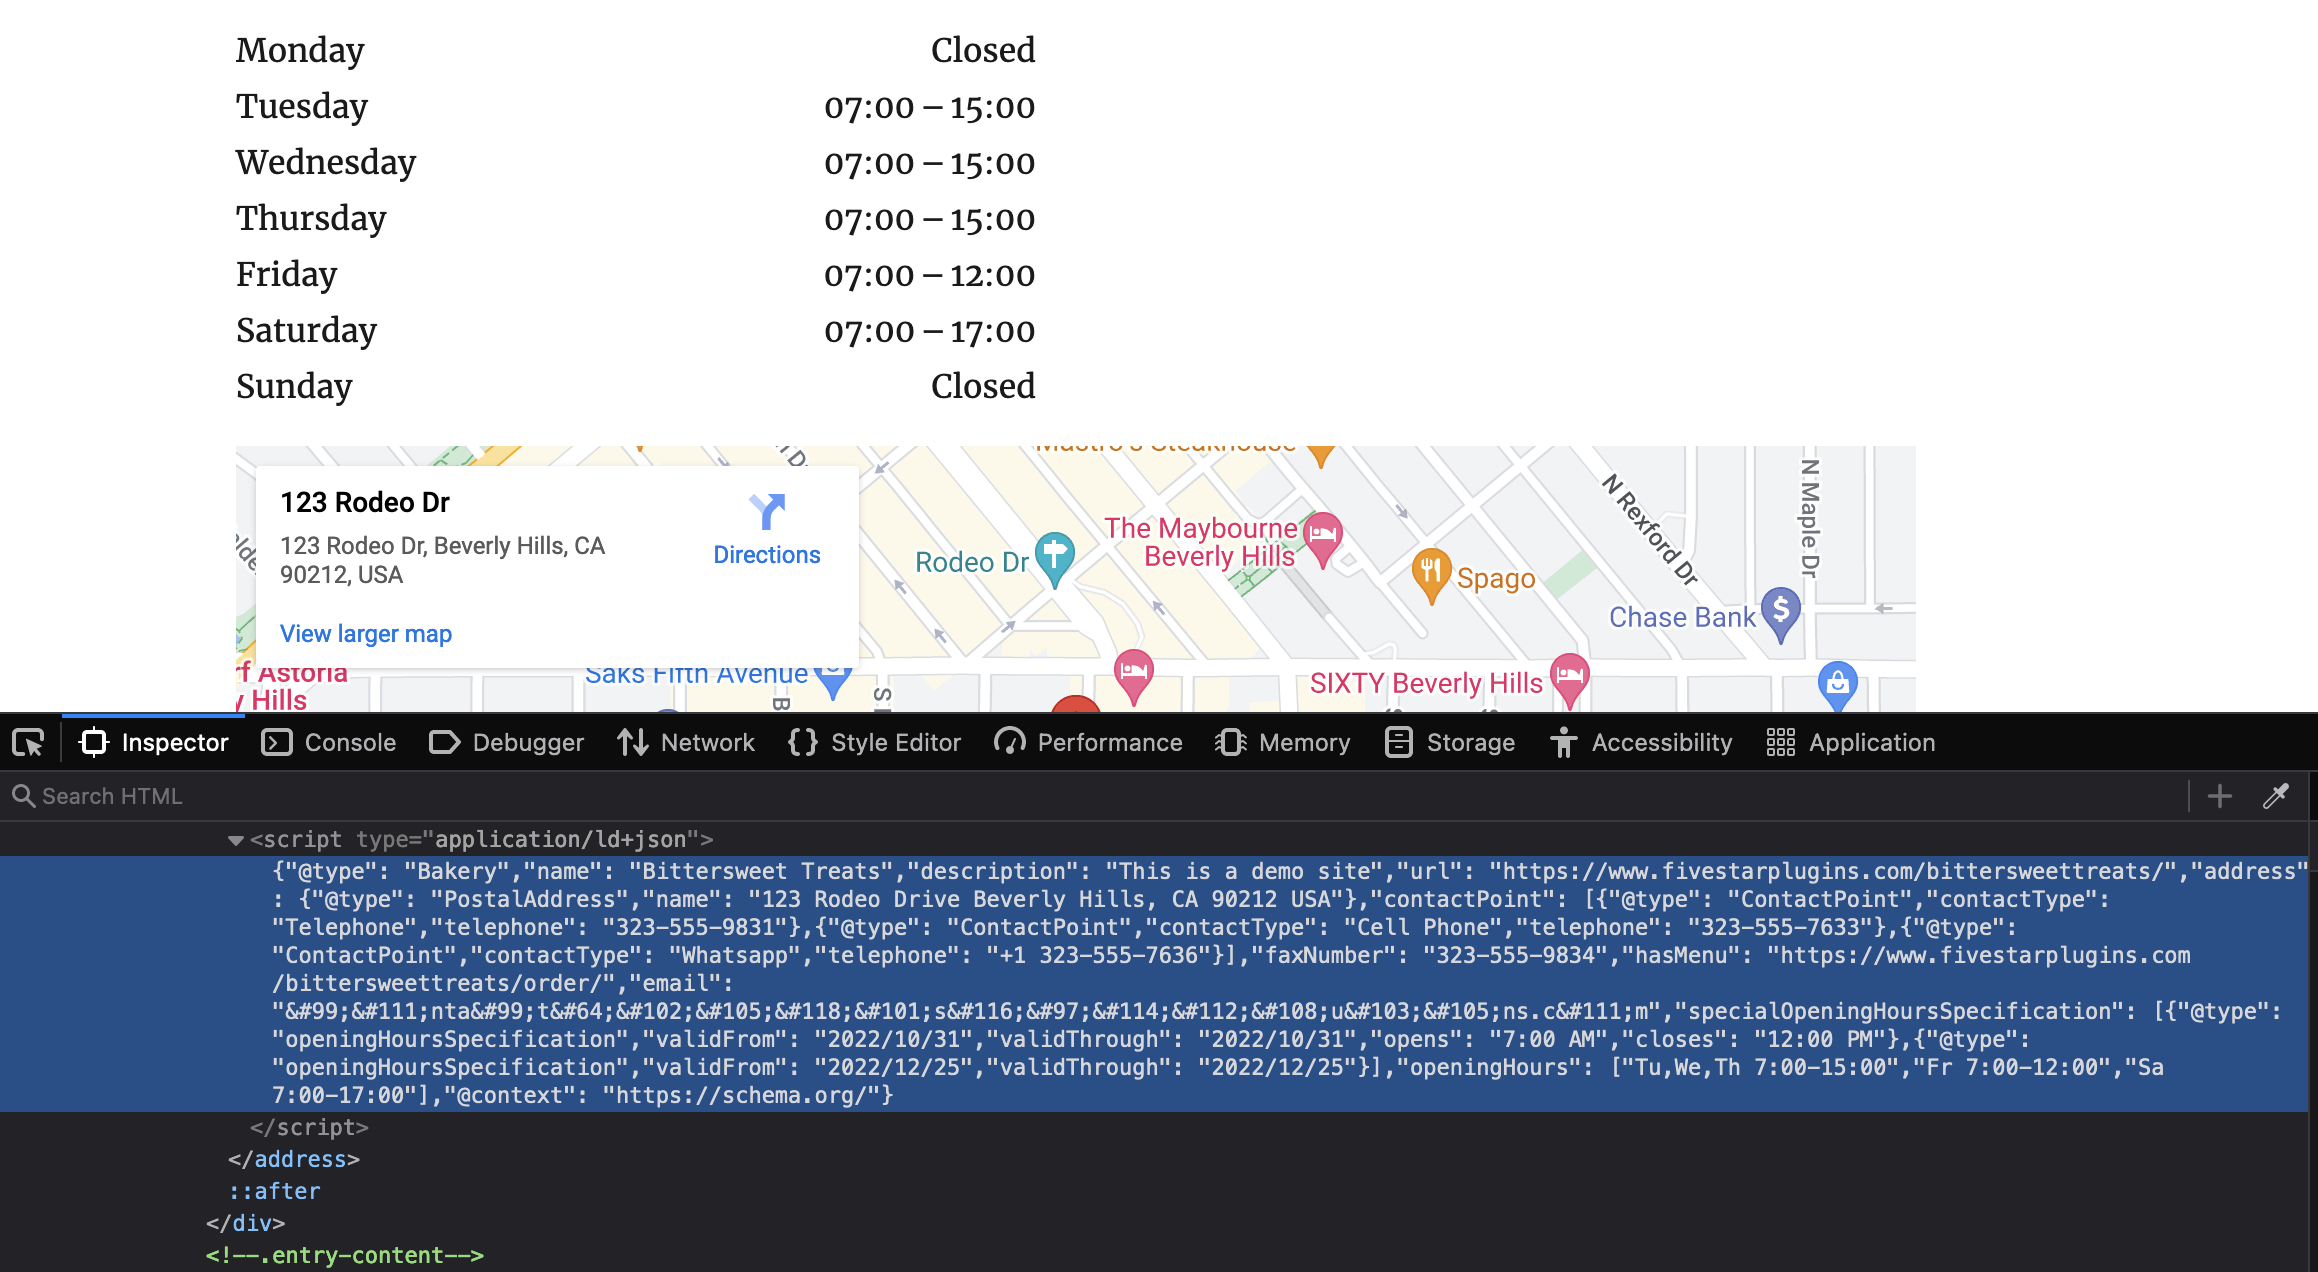 Monday Closed
Tuesday 07:00 – 15:00
Wednesday 07:00 – 15:00
Thursday 07:00 – 15:00
Friday 07:00 – 12:00
Saturday 07:00 – 17:00
Sunday Closed
Mastro's Steakhouse
123 Rodeo Dr
123 Rodeo Dr, Beverly Hills, CA
90212, USA
Directions
View larger map
Rodeo Dr
The Maybourne
Beverly Hills
Spago
N Rexford Dr
N Maple Dr
Chase Bank
Saks Fifth Avenue
SIXTY Beverly Hills
rf Astoria
y Hills
Inspector Console Debugger Network Style Editor Performance Memory Storage Accessibility Application
Search HTML
<script type="application/ld+json">
{"@type": "Bakery","name": "Bittersweet Treats","description": "This is a demo site","url": "https://www.fivestarplugins.com/bittersweettreats/","address"
: {"@type": "PostalAddress","name": "123 Rodeo Drive Beverly Hills, CA 90212 USA"},"contactPoint": [{"@type": "ContactPoint","contactType":
"Telephone","telephone": "323-555-9831"},{"@type": "ContactPoint","contactType": "Cell Phone","telephone": "323-555-7633"},{"@type":
"ContactPoint","contactType": "Whatsapp","telephone": "+1 323-555-7636"}],"faxNumber": "323-555-9834","hasMenu": "https://www.fivestarplugins.com
/bittersweettreats/order/","email":
"&#99;&#111;nta&#99;t&#64;&#102;&#105;&#118;&#101;s&#116;&#97;&#114;&#112;&#108;u&#103;&#105;ns.c&#111;m","specialOpeningHoursSpecification": [{"@type":
"openingHoursSpecification","validFrom": "2022/10/31","validThrough": "2022/10/31","opens": "7:00 AM","closes": "12:00 PM"},{"@type":
"openingHoursSpecification","validFrom": "2022/12/25","validThrough": "2022/12/25"}],"openingHours": ["Tu,We,Th 7:00-15:00","Fr 7:00-12:00","Sa
7:00-17:00"],"@context": "https://schema.org/"}
</script>
</address>
::after
</div>
<!--.entry-content-->